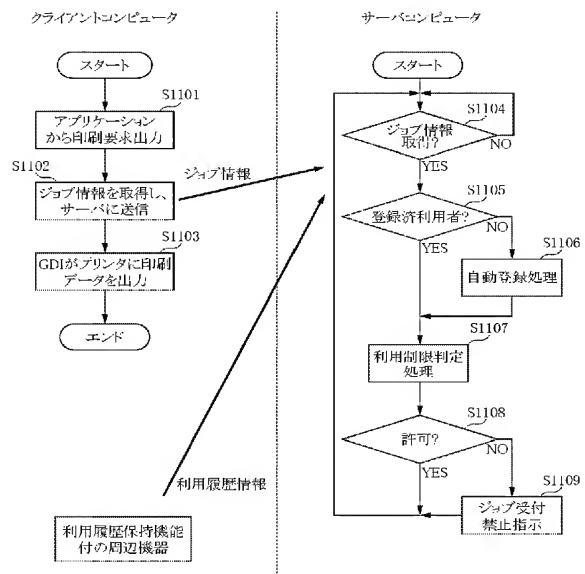 クライアントコンピュータ
スタート
S1101
アプリケーション
から印刷要求出力
S1102
ジョブ情報を取得し、
サーバに送信
S1103
GDIがプリンタに印刷
データを出力
エンド
ジョブ情報
利用履歴情報
利用履歴保持機能
付の周辺機器
サーバコンピュータ
スタート
S1104
ジョブ情報
取得?
NO
YES
S1105
登録済利用者?
NO
YES
S1106
自動登録処理
S1107
利用制限判定
処理
S1108
許可?
NO
YES
S1109
ジョブ受付
禁止指示